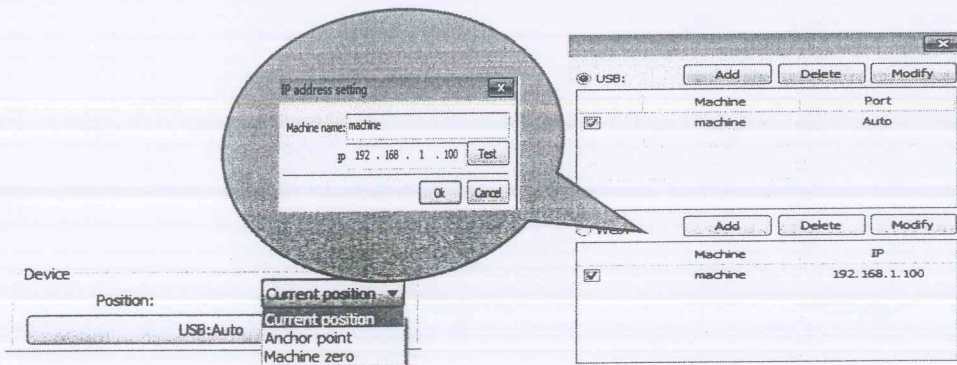 IP address setting
Machine name: machine
IP 192 . 168 . 1 . 100 Test
Ok Cancel
USB: Add Delete Modify
Machine Port
machine Auto
Add Delete Modify
Machine IP
machine 192.168.1.100
Device
Position: Current position
USB:Auto
Current position
Anchor point
Machine zero